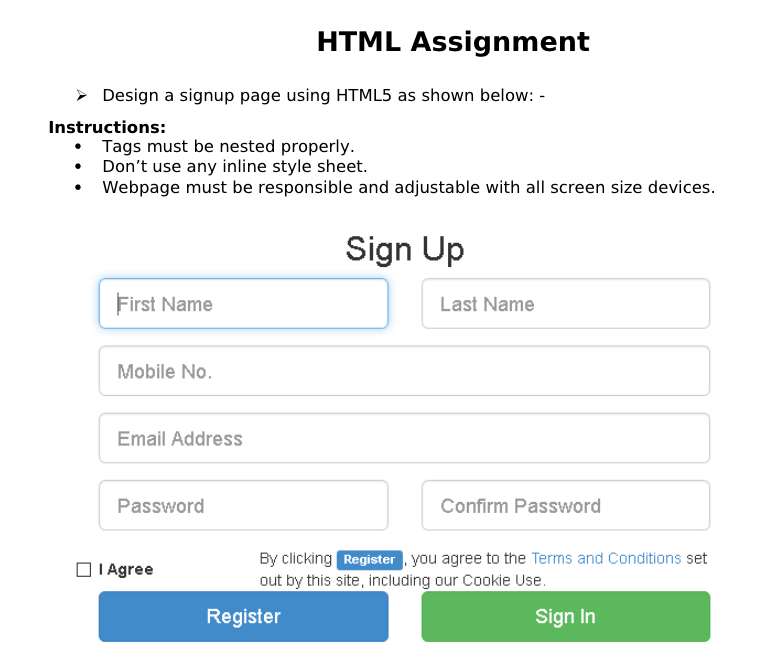 HTML Assignment
➢ Design a signup page using HTML5 as shown below: -
Instructions:
• Tags must be nested properly.
• Don’t use any inline style sheet.
• Webpage must be responsible and adjustable with all screen size devices.
Sign Up
First Name Last Name
Mobile No.
Email Address
Password Confirm Password
I Agree By clicking Register, you agree to the Terms and Conditions set
out by this site, including our Cookie Use.
Register Sign In